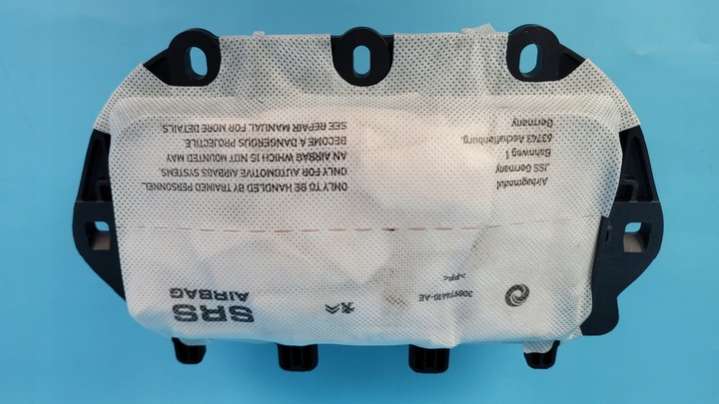 SRS
AIRBAG
>PP<
Airbagmodul
JSS Germany
Bahnweg 1
63743 Aschaffenburg
Germany
ONLY TO BE HANDLED BY TRAINED PERSONNEL.
ONLY FOR AUTOMOTIVE AIRBAGS SYSTEMS.
AN AIRBAG WHICH IS NOT MOUNTED MAY
BECOME A DANGEROUS PROJECTILE.
SEE REPAIR MANUAL FOR MORE DETAILS.